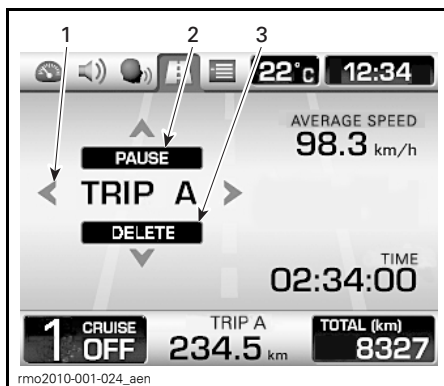 1 2 3
22°c 12:34
AVERAGE SPEED
98.3 km/h
PAUSE
TRIP A
DELETE
TIME
02:34:00
1 CRUISE OFF
TRIP A
234.5 km
TOTAL (km)
8327
rmo2010-001-024_aen